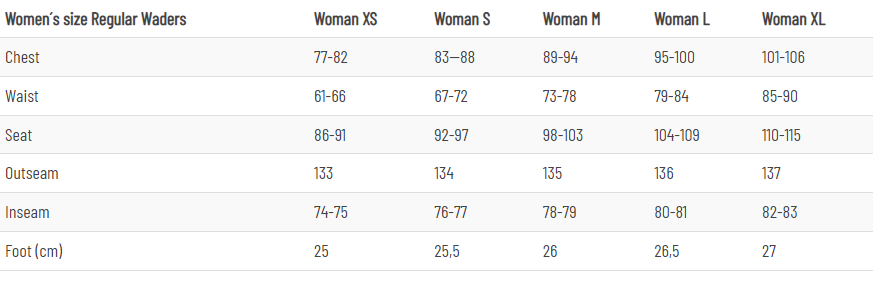 Women´s size Regular Waders Woman XS Woman S Woman M Woman L Woman XL
Chest 77-82 83—88 89-94 95-100 101-106
Waist 61-66 67-72 73-78 79-84 85-90
Seat 86-91 92-97 98-103 104-109 110-115
Outseam 133 134 135 136 137
Inseam 74-75 76-77 78-79 80-81 82-83
Foot (cm) 25 25,5 26 26,5 27